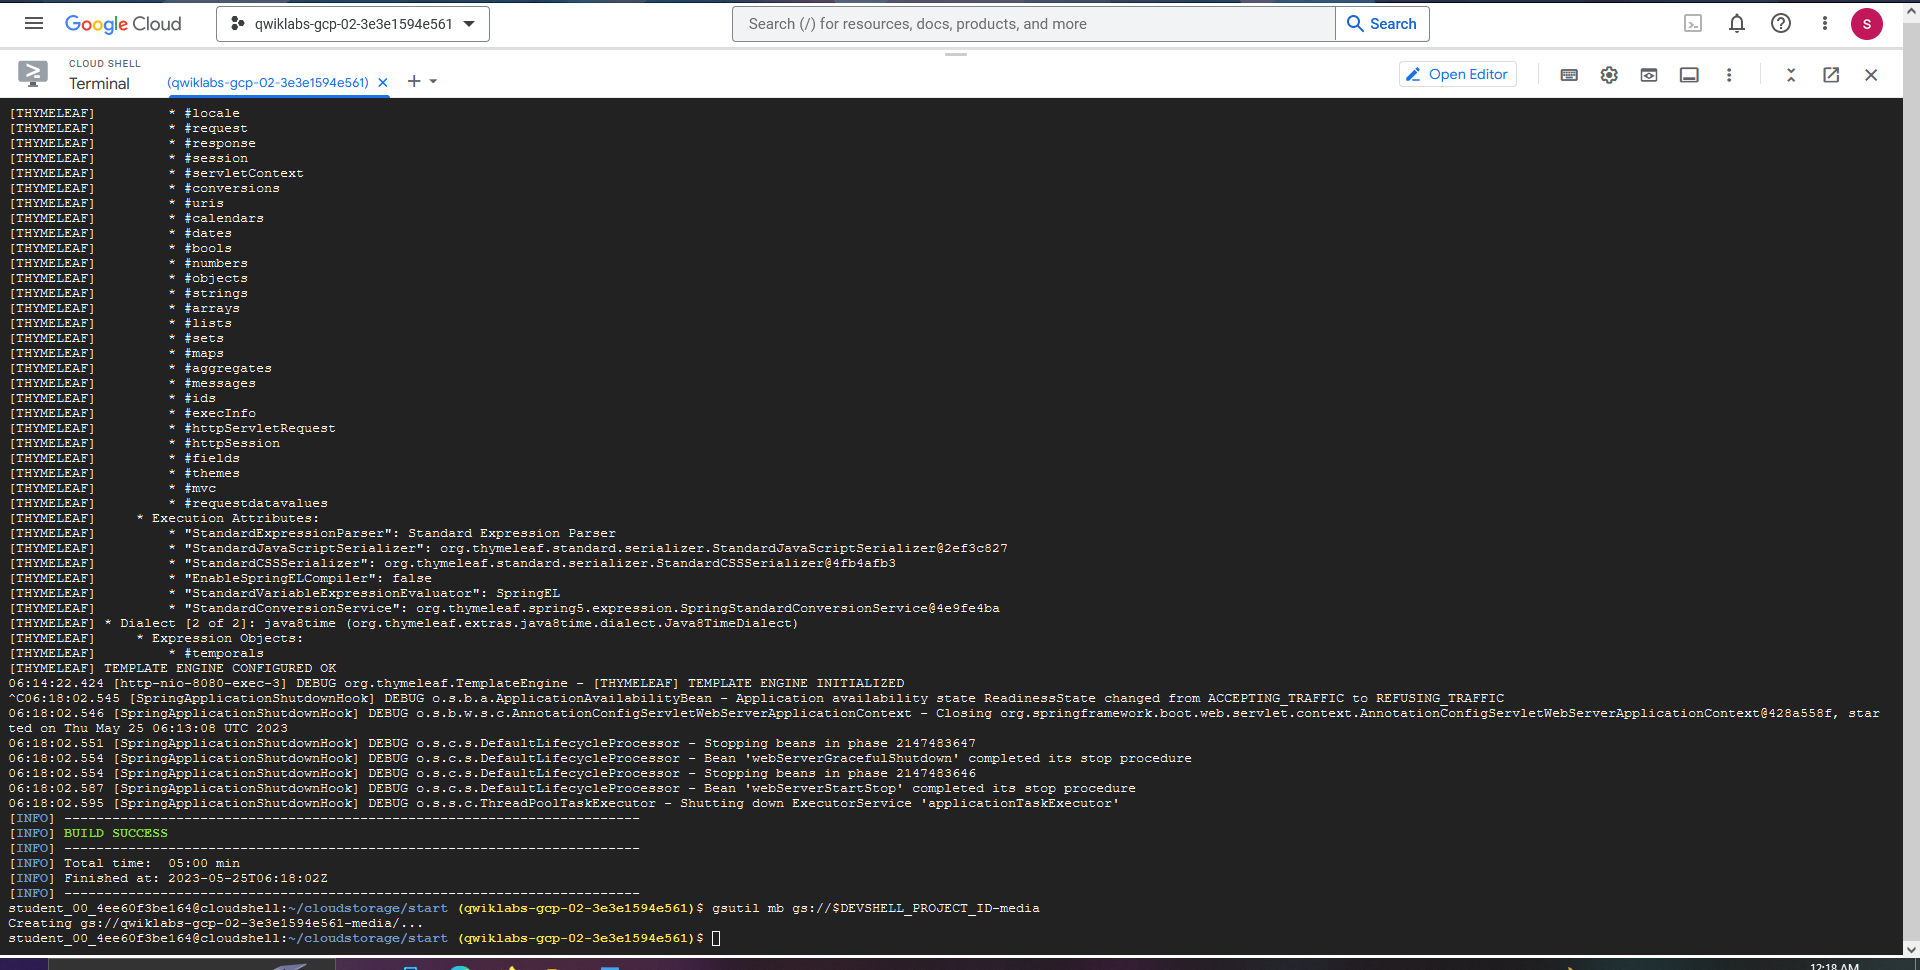 Google Cloud
qwiklabs-gcp-02-3e3e1594e561
Search (/) for resources, docs, products, and more
Search
S
CLOUD SHELL
Terminal
(qwiklabs-gcp-02-3e3e1594e561)
Open Editor
[THYMELEAF]         * #locale
[THYMELEAF]         * #request
[THYMELEAF]         * #response
[THYMELEAF]         * #session
[THYMELEAF]         * #servletContext
[THYMELEAF]         * #conversions
[THYMELEAF]         * #uris
[THYMELEAF]         * #calendars
[THYMELEAF]         * #dates
[THYMELEAF]         * #bools
[THYMELEAF]         * #numbers
[THYMELEAF]         * #objects
[THYMELEAF]         * #strings
[THYMELEAF]         * #arrays
[THYMELEAF]         * #lists
[THYMELEAF]         * #sets
[THYMELEAF]         * #maps
[THYMELEAF]         * #aggregates
[THYMELEAF]         * #messages
[THYMELEAF]         * #ids
[THYMELEAF]         * #execInfo
[THYMELEAF]         * #httpServletRequest
[THYMELEAF]         * #httpSession
[THYMELEAF]         * #fields
[THYMELEAF]         * #themes
[THYMELEAF]         * #mvc
[THYMELEAF]         * #requestdatavalues
[THYMELEAF]     * Execution Attributes:
[THYMELEAF]         * "StandardExpressionParser": Standard Expression Parser
[THYMELEAF]         * "StandardJavaScriptSerializer": org.thymeleaf.standard.serializer.StandardJavaScriptSerializer@2ef3c827
[THYMELEAF]         * "StandardCSSSerializer": org.thymeleaf.standard.serializer.StandardCSSSerializer@4fb4afb3
[THYMELEAF]         * "EnableSpringELCompiler": false
[THYMELEAF]         * "StandardVariableExpressionEvaluator": SpringEL
[THYMELEAF]         * "StandardConversionService": org.thymeleaf.spring5.expression.SpringStandardConversionService@4e9fe4ba
[THYMELEAF] * Dialect [2 of 2]: java8time (org.thymeleaf.extras.java8time.dialect.Java8TimeDialect)
[THYMELEAF]     * Expression Objects:
[THYMELEAF]         * #temporals
[THYMELEAF] TEMPLATE ENGINE CONFIGURED OK
06:14:22.424 [http-nio-8080-exec-3] DEBUG org.thymeleaf.TemplateEngine - [THYMELEAF] TEMPLATE ENGINE INITIALIZED
^C06:18:02.545 [SpringApplicationShutdownHook] DEBUG o.s.b.a.ApplicationAvailabilityBean - Application availability state ReadinessState changed from ACCEPTING_TRAFFIC to REFUSING_TRAFFIC
06:18:02.546 [SpringApplicationShutdownHook] DEBUG o.s.b.w.s.c.AnnotationConfigServletWebServerApplicationContext - Closing org.springframework.boot.web.servlet.context.AnnotationConfigServletWebServerApplicationContext@428a558f, star
ted on Thu May 25 06:13:08 UTC 2023
06:18:02.551 [SpringApplicationShutdownHook] DEBUG o.s.c.s.DefaultLifecycleProcessor - Stopping beans in phase 2147483647
06:18:02.554 [SpringApplicationShutdownHook] DEBUG o.s.c.s.DefaultLifecycleProcessor - Bean 'webServerGracefulShutdown' completed its stop procedure
06:18:02.554 [SpringApplicationShutdownHook] DEBUG o.s.c.s.DefaultLifecycleProcessor - Stopping beans in phase 2147483646
06:18:02.587 [SpringApplicationShutdownHook] DEBUG o.s.c.s.DefaultLifecycleProcessor - Bean 'webServerStartStop' completed its stop procedure
06:18:02.595 [SpringApplicationShutdownHook] DEBUG o.s.s.c.ThreadPoolTaskExecutor - Shutting down ExecutorService 'applicationTaskExecutor'
[INFO] ------------------------------------------------------------------------
[INFO] BUILD SUCCESS
[INFO] ------------------------------------------------------------------------
[INFO] Total time:  05:00 min
[INFO] Finished at: 2023-05-25T06:18:02Z
[INFO] ------------------------------------------------------------------------
student_00_4ee60f3be164@cloudshell:~/cloudstorage/start (qwiklabs-gcp-02-3e3e1594e561)$ gsutil mb gs://$DEVSHELL_PROJECT_ID-media
Creating gs://qwiklabs-gcp-02-3e3e1594e561-media/...
student_00_4ee60f3be164@cloudshell:~/cloudstorage/start (qwiklabs-gcp-02-3e3e1594e561)$
12:18 AM